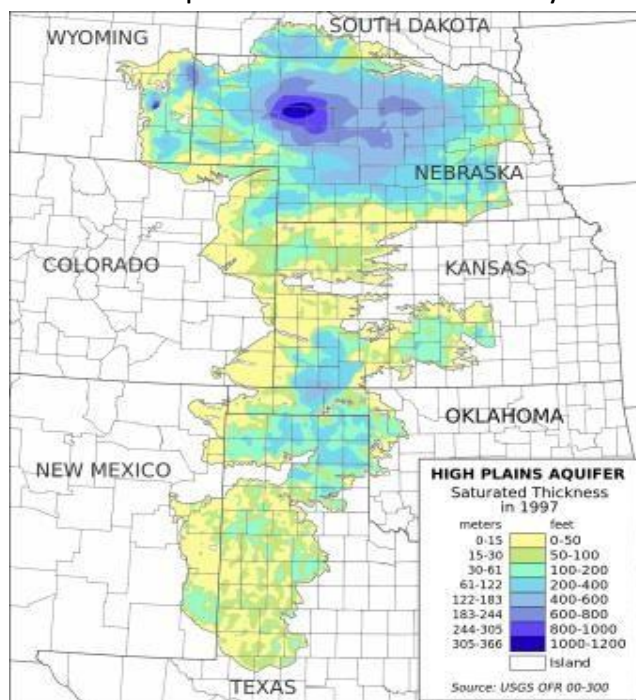 SOUTH DAKOTA
WYOMING
NEBRASKA
COLORADO
KANSAS
OKLAHOMA
NEW MEXICO
TEXAS
HIGH PLAINS AQUIFER
Saturated Thickness
in 1997
meters feet
0-15 0-50
15-30 50-100
30-61 100-200
61-122 200-400
122-183 400-600
183-244 600-800
244-305 800-1000
305-366 1000-1200
Island
Source: USGS OFR 00-300